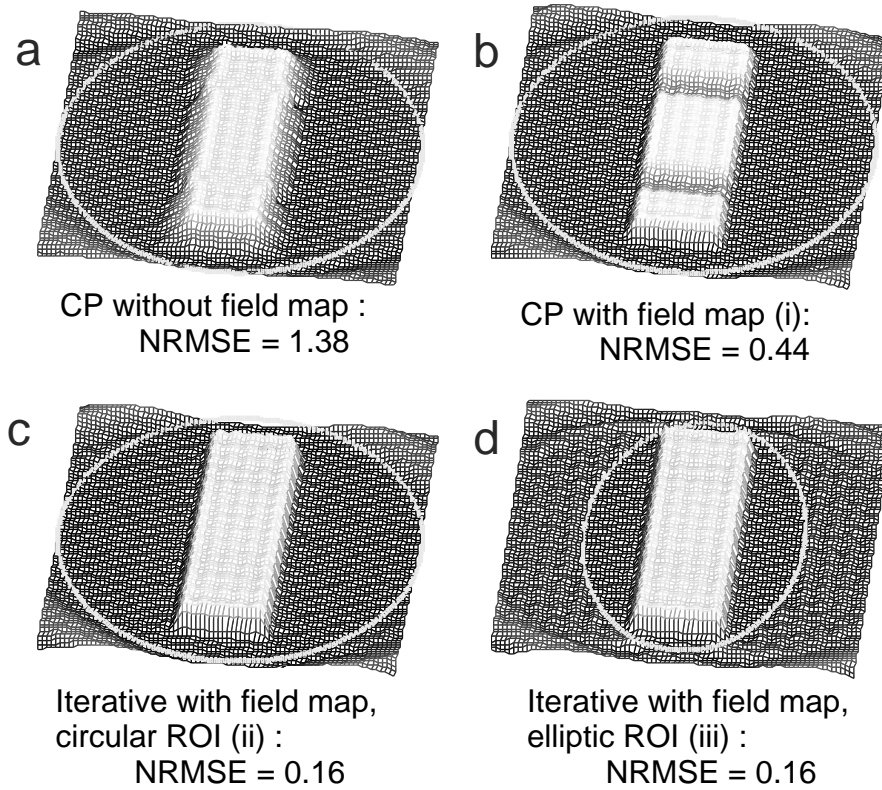 a
b
CP without field map :
NRMSE = 1.38
CP with field map (i):
NRMSE = 0.44
c
d
Iterative with field map,
circular ROI (ii) :
NRMSE = 0.16
Iterative with field map,
elliptic ROI (iii) :
NRMSE = 0.16